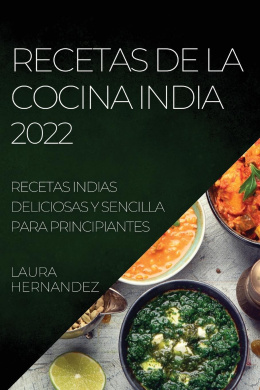 RECETAS DE LA
COCINA INDIA
2022
RECETAS INDIAS
DELICIOSAS Y SENCILLA
PARA PRINCIPIANTES
LAURA
HERNANDEZ